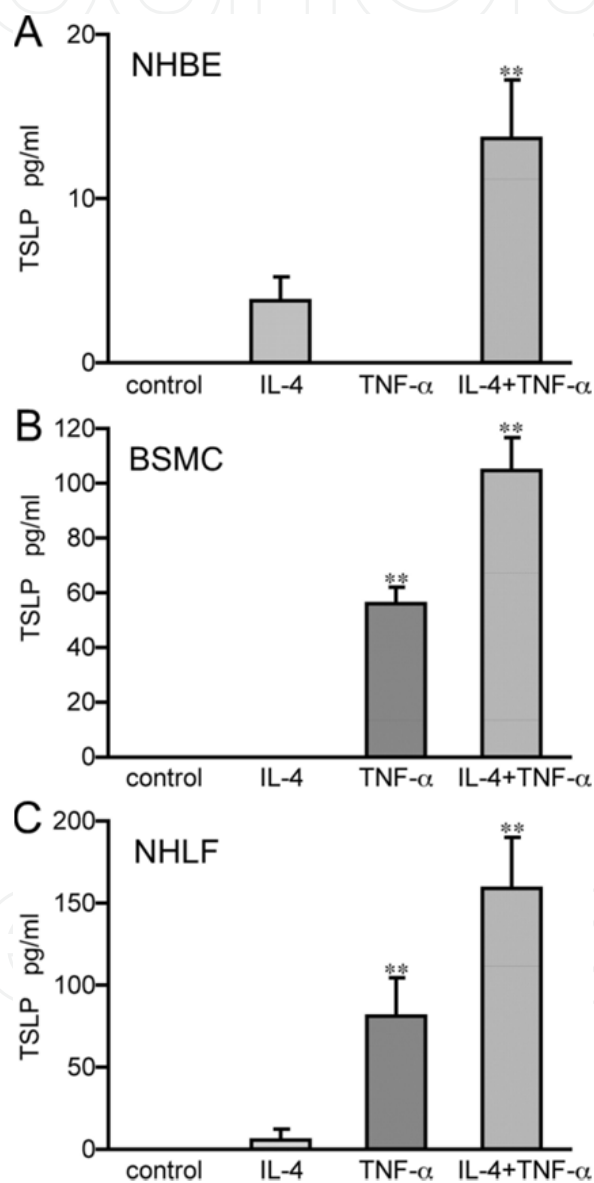 A
NHBE
TSLP pg/ml
20
10
0
**
control IL-4 TNF-α IL-4+TNF-α
B
BSMC
TSLP pg/ml
120
100
80
60
40
20
0
**
**
control IL-4 TNF-α IL-4+TNF-α
C
NHLF
TSLP pg/ml
200
150
100
50
0
**
**
control IL-4 TNF-α IL-4+TNF-α